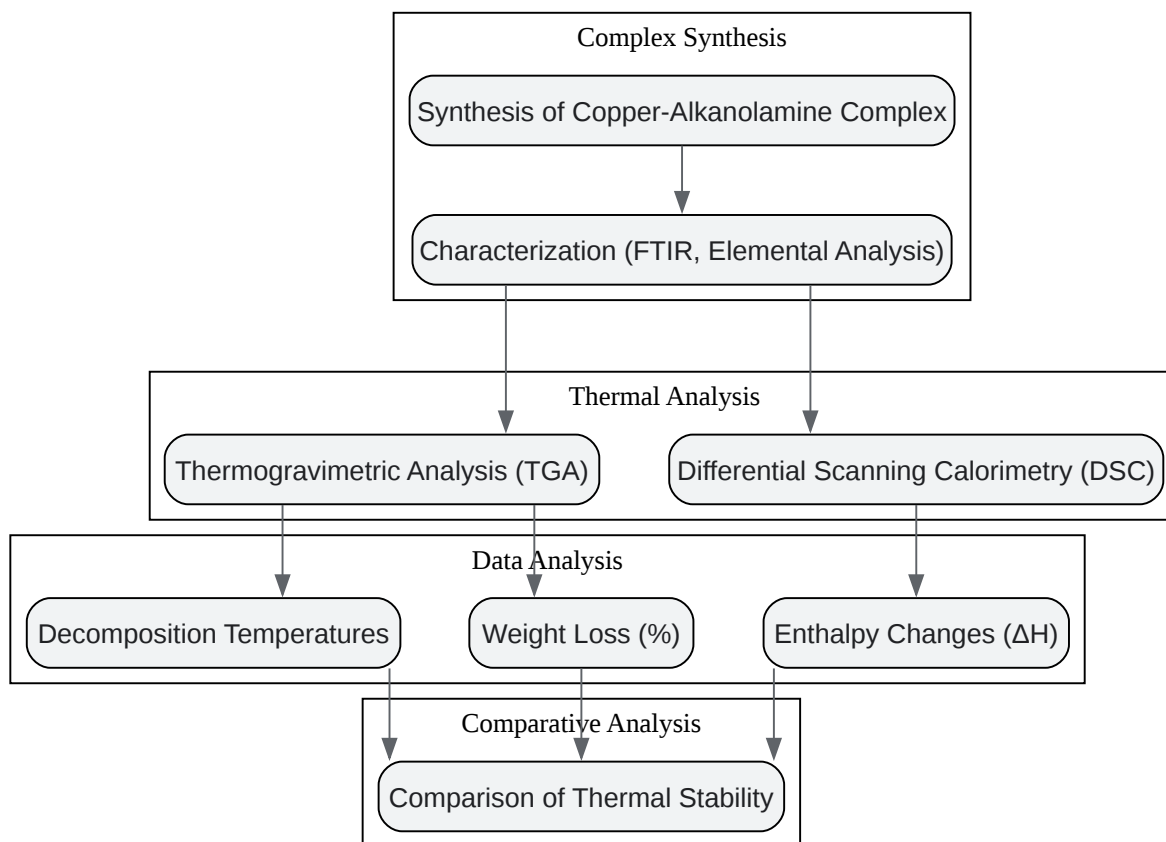 Complex Synthesis
Synthesis of Copper-Alkanolamine Complex
Characterization (FTIR, Elemental Analysis)
Thermal Analysis
Thermogravimetric Analysis (TGA)
Differential Scanning Calorimetry (DSC)
Data Analysis
Decomposition Temperatures
Weight Loss (%)
Enthalpy Changes (ΔH)
Comparative Analysis
Comparison of Thermal Stability